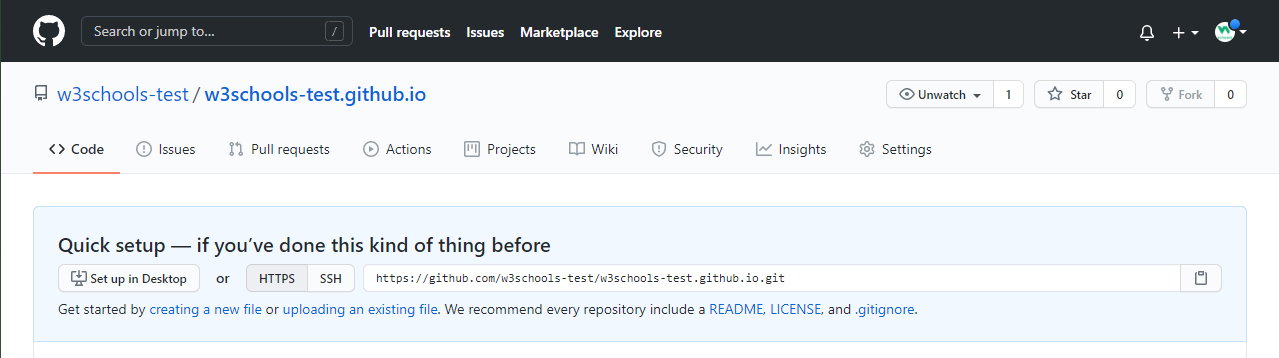 Search or jump to... /
Pull requests Issues Marketplace Explore
w3schools-test / w3schools-test.github.io
Unwatch 1 Star 0 Fork 0
Code Issues Pull requests Actions Projects Wiki Security Insights Settings
Quick setup — if you’ve done this kind of thing before
Set up in Desktop or HTTPS SSH https://github.com/w3schools-test/w3schools-test.github.io.git
Get started by creating a new file or uploading an existing file. We recommend every repository include a README, LICENSE, and .gitignore.